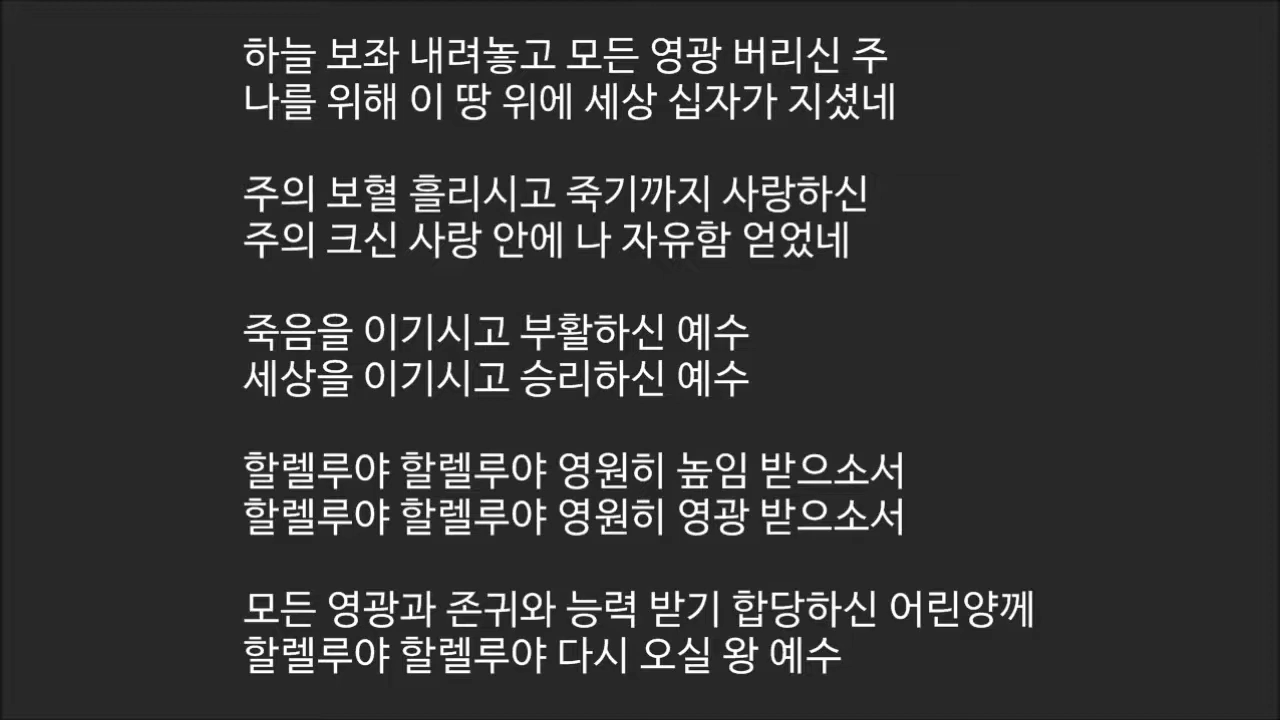 하늘 보좌 내려놓고 모든 영광 버리신 주
나를 위해 이 땅 위에 세상 십자가 지셨네
주의 보혈 흘리시고 죽기까지 사랑하신
주의 크신 사랑 안에 나 자유함 얻었네
죽음을 이기시고 부활하신 예수
세상을 이기시고 승리하신 예수
할렐루야 할렐루야 영원히 높임 받으소서
할렐루야 할렐루야 영원히 영광 받으소서
모든 영광과 존귀와 능력 받기 합당하신 어린양께
할렐루야 할렐루야 다시 오실 왕 예수